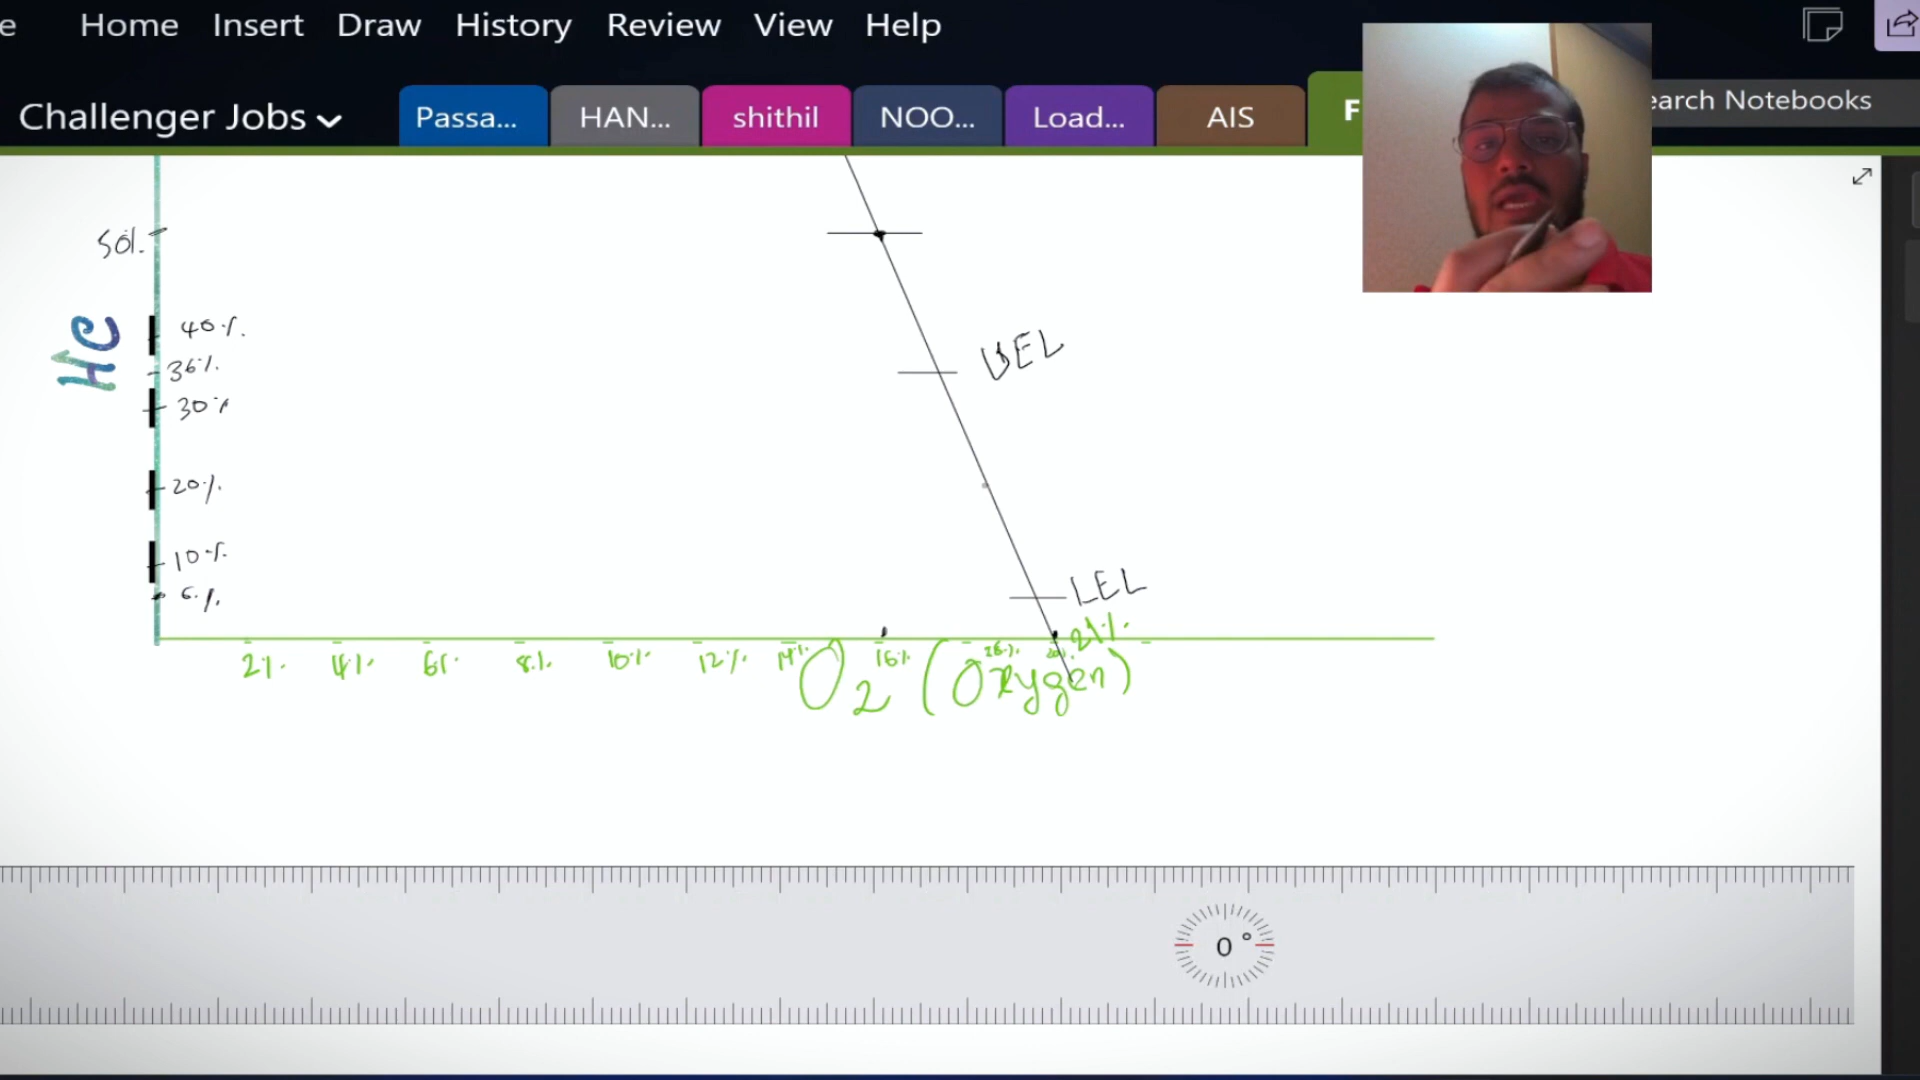 e Home Insert Draw History Review View Help
Challenger Jobs
Passa... HAN... shithil NOO... Load... AIS F
earch Notebooks
50%
HC
40%
36%
30%
20%
10%
6%
UEL
LEL
21%
2% 4% 6% 8% 10% 12% 14% 16% 18% 20%
O2 (Oxygen)
0°